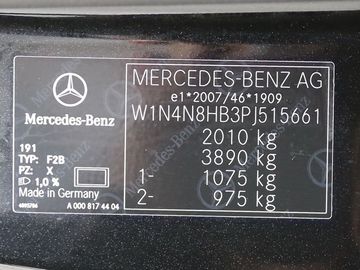 MERCEDES-BENZ AG
e1*2007/46*1909
W1N4N8HB3PJ515661
2010 kg
3890 kg
1- 1075 kg
2- 975 kg
Mercedes-Benz
191
TYP: F2B
PZ: X
1,0 %
Made in Germany
A 000 817 44 04